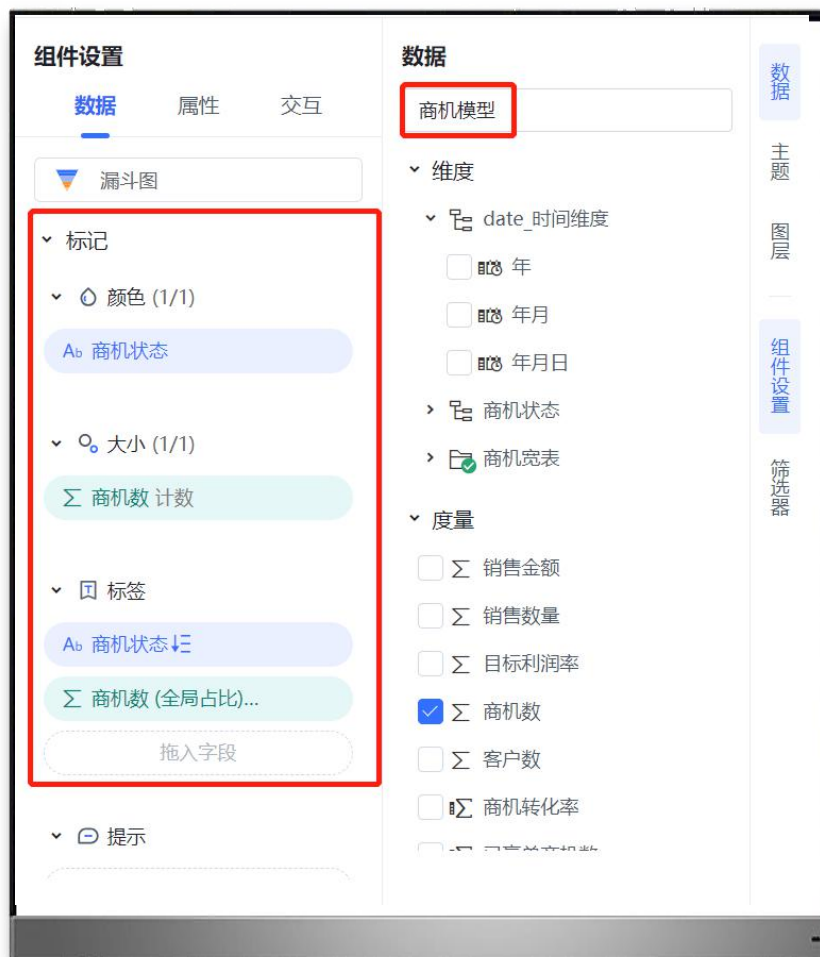 组件设置
数据
属性
交互
漏斗图
标记
颜色 (1/1)
Ab 商机状态
大小 (1/1)
∑ 商机数 计数
标签
Ab 商机状态
∑ 商机数 (全局占比)...
拖入字段
提示
数据
商机模型
维度
date_时间维度
年
年月
年月日
商机状态
商机宽表
度量
∑ 销售金额
∑ 销售数量
∑ 目标利润率
∑ 商机数
∑ 客户数
∑ 商机转化率
数据
主题
图层
组件设置
筛选器